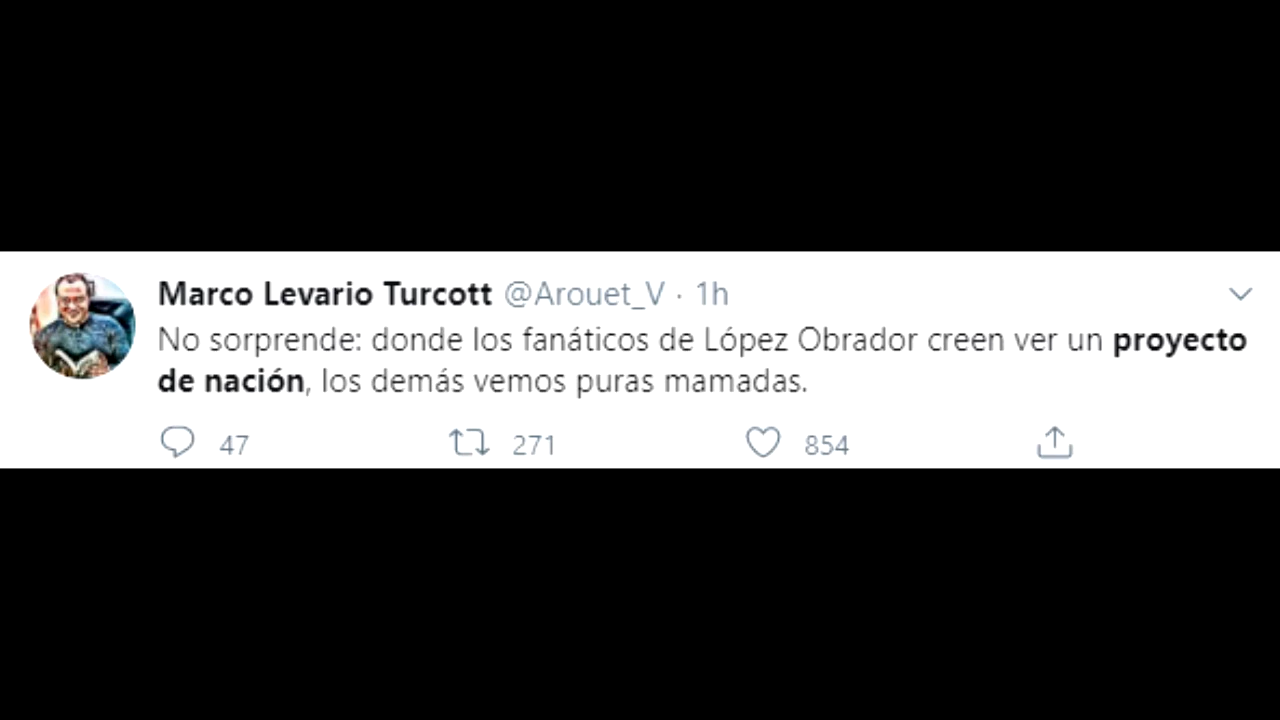 Marco Levario Turcott @Arouet_V · 1h
No sorprende: donde los fanáticos de López Obrador creen ver un proyecto
de nación, los demás vemos puras mamadas.
47 271 854